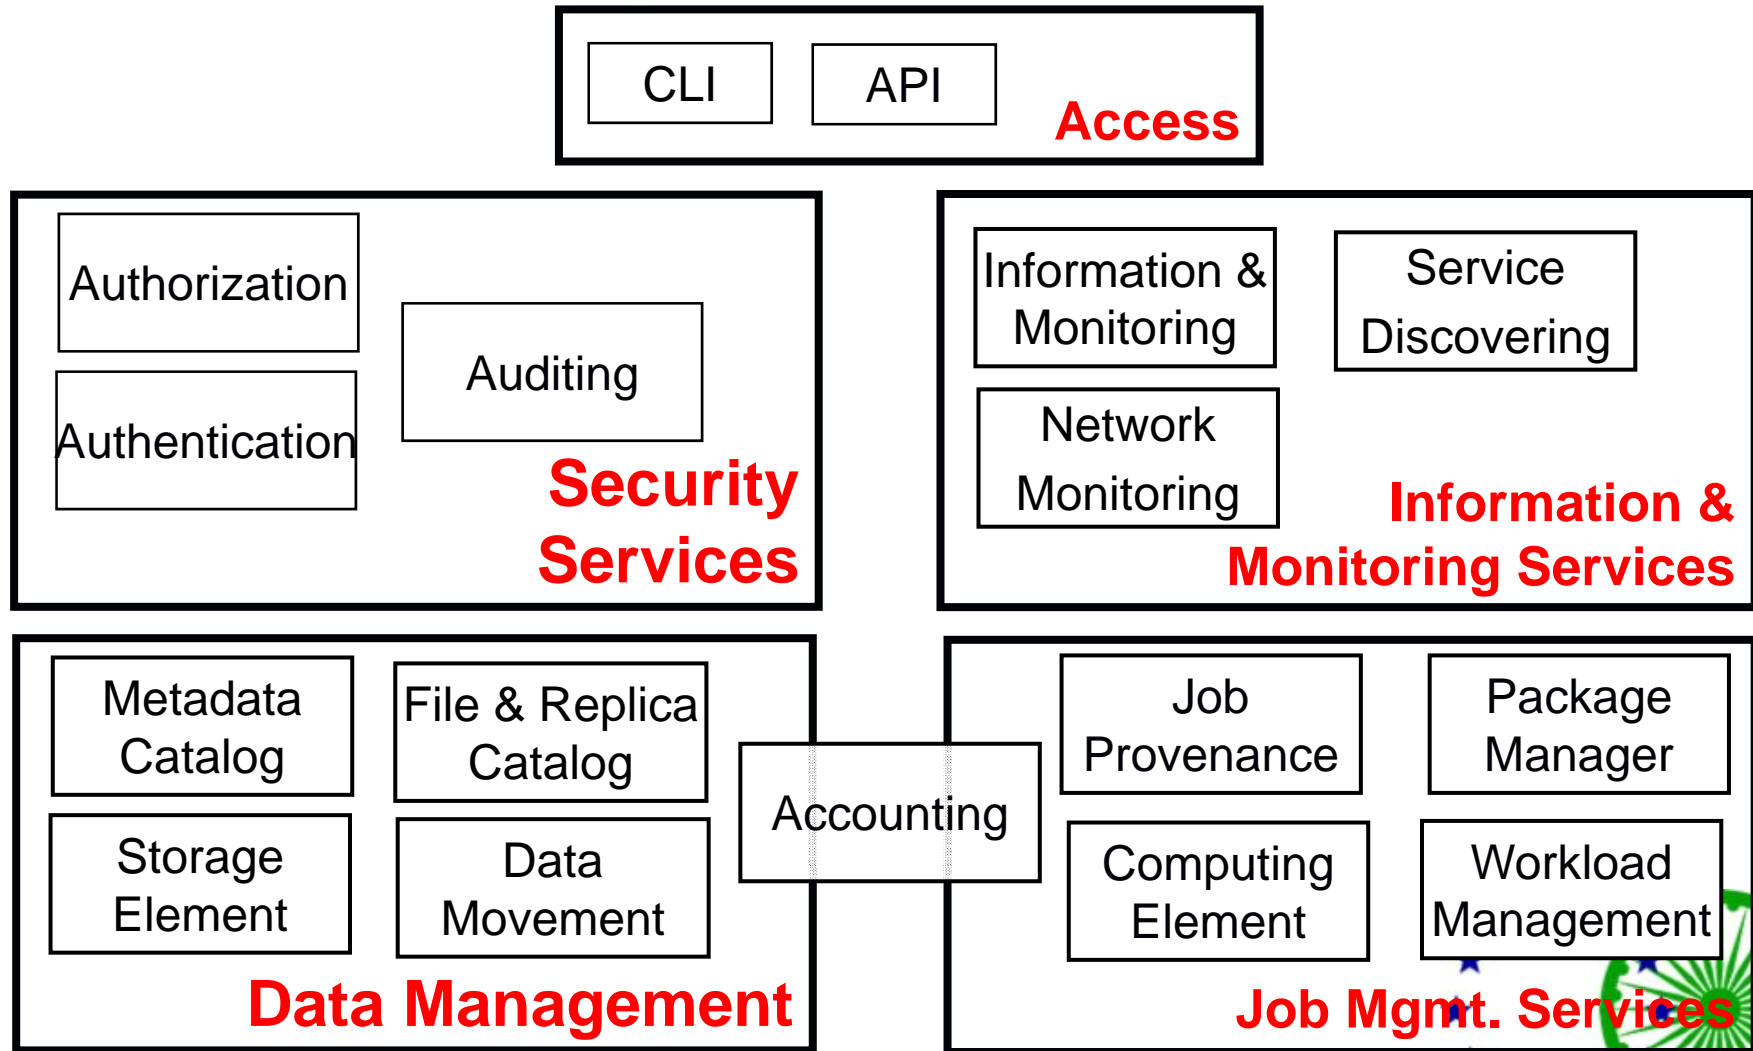 CLI
API
Access
Authorization
Authentication
Auditing
Security
Services
Information &
Monitoring
Service
Discovering
Network
Monitoring
Information &
Monitoring Services
Metadata
Catalog
File & Replica
Catalog
Storage
Element
Data
Movement
Data Management
Accounting
Job
Provenance
Package
Manager
Computing
Element
Workload
Management
Job Mgmt. Services